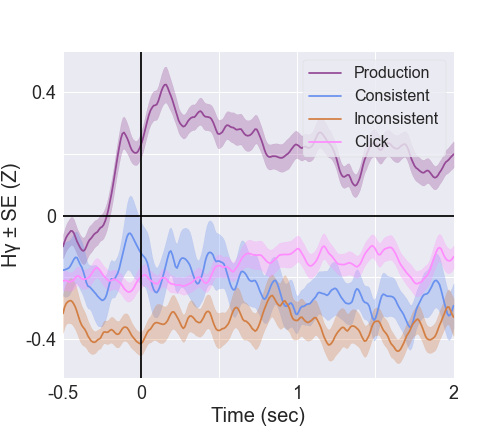 Production
Consistent
Inconsistent
Click
Hγ ± SE (Z)
0.4
0
-0.4
-0.5
0
1
2
Time (sec)